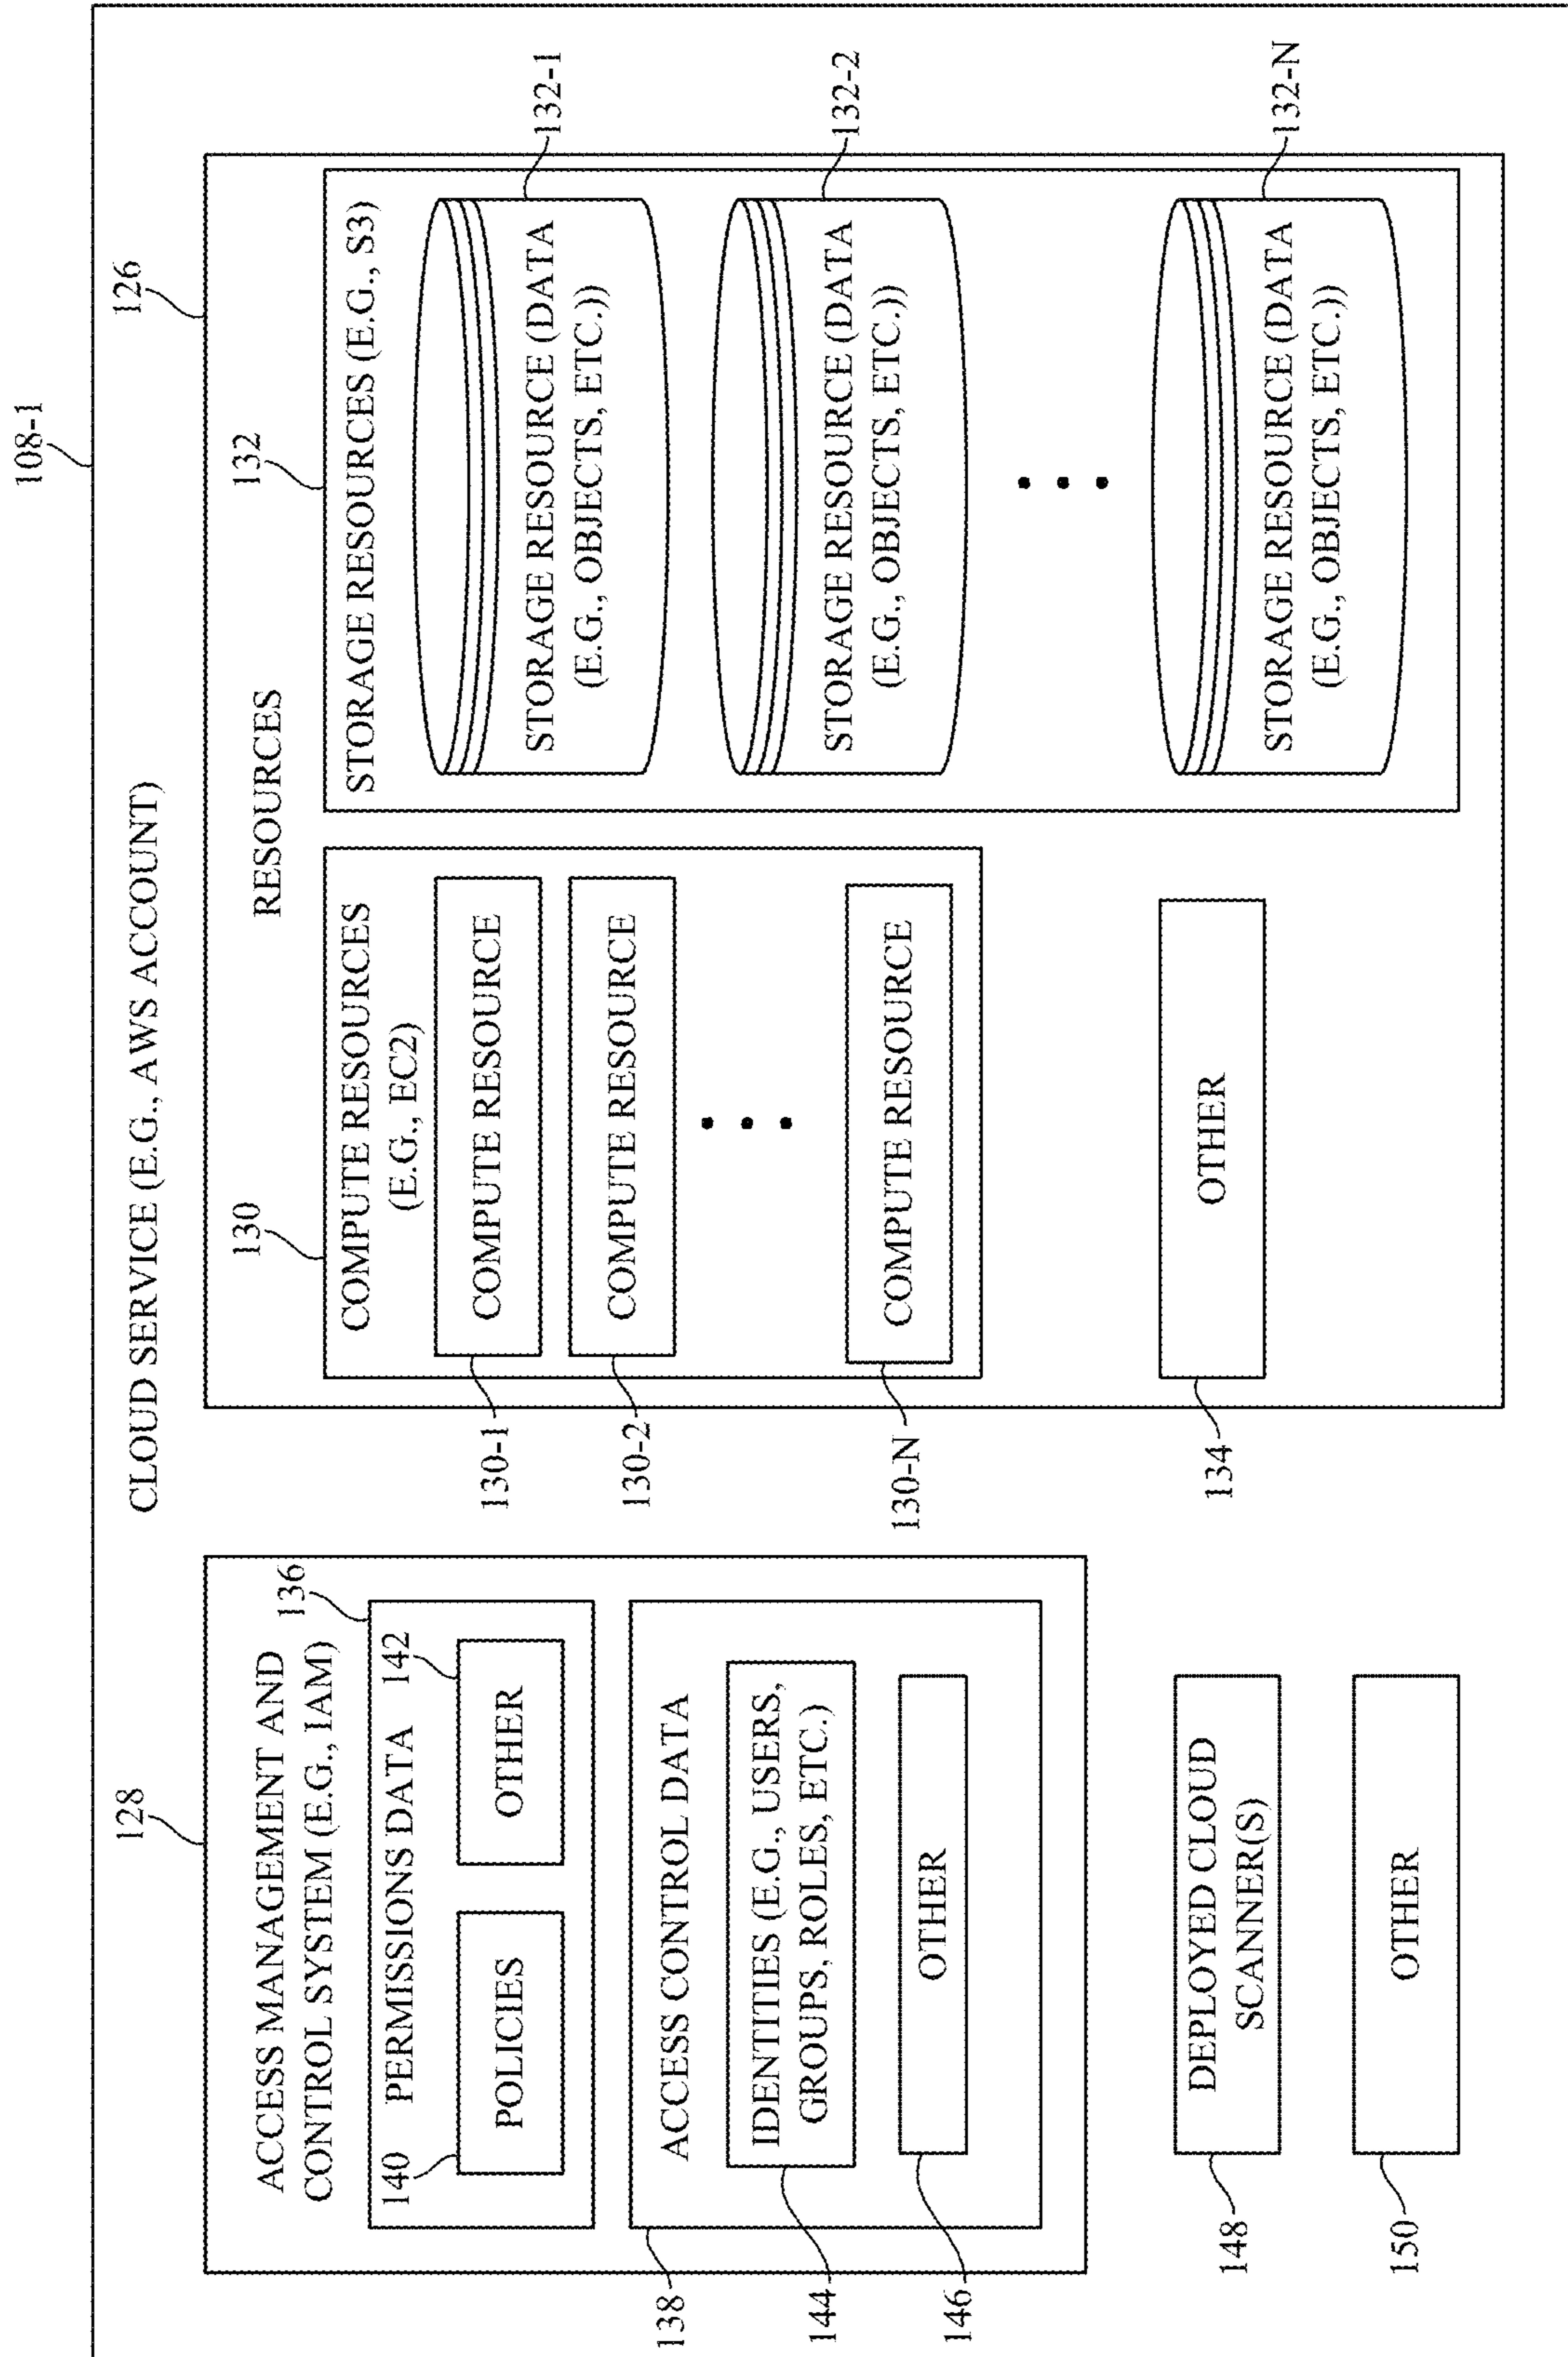 108-1
CLOUD SERVICE (E.G., AWS ACCOUNT)
128
ACCESS MANAGEMENT AND
CONTROL SYSTEM (E.G., IAM)
136
PERMISSIONS DATA
140
POLICIES
142
OTHER
138
ACCESS CONTROL DATA
144
IDENTITIES (E.G., USERS,
GROUPS, ROLES, ETC.)
146
OTHER
148
DEPLOYED CLOUD
SCANNER(S)
150
OTHER
126
RESOURCES
130
COMPUTE RESOURCES
(E.G., EC2)
130-1
COMPUTE RESOURCE
130-2
COMPUTE RESOURCE
130-N
COMPUTE RESOURCE
134
OTHER
132
STORAGE RESOURCES (E.G., S3)
132-1
STORAGE RESOURCE (DATA
(E.G., OBJECTS, ETC.))
132-2
STORAGE RESOURCE (DATA
(E.G., OBJECTS, ETC.))
132-N
STORAGE RESOURCE (DATA
(E.G., OBJECTS, ETC.))